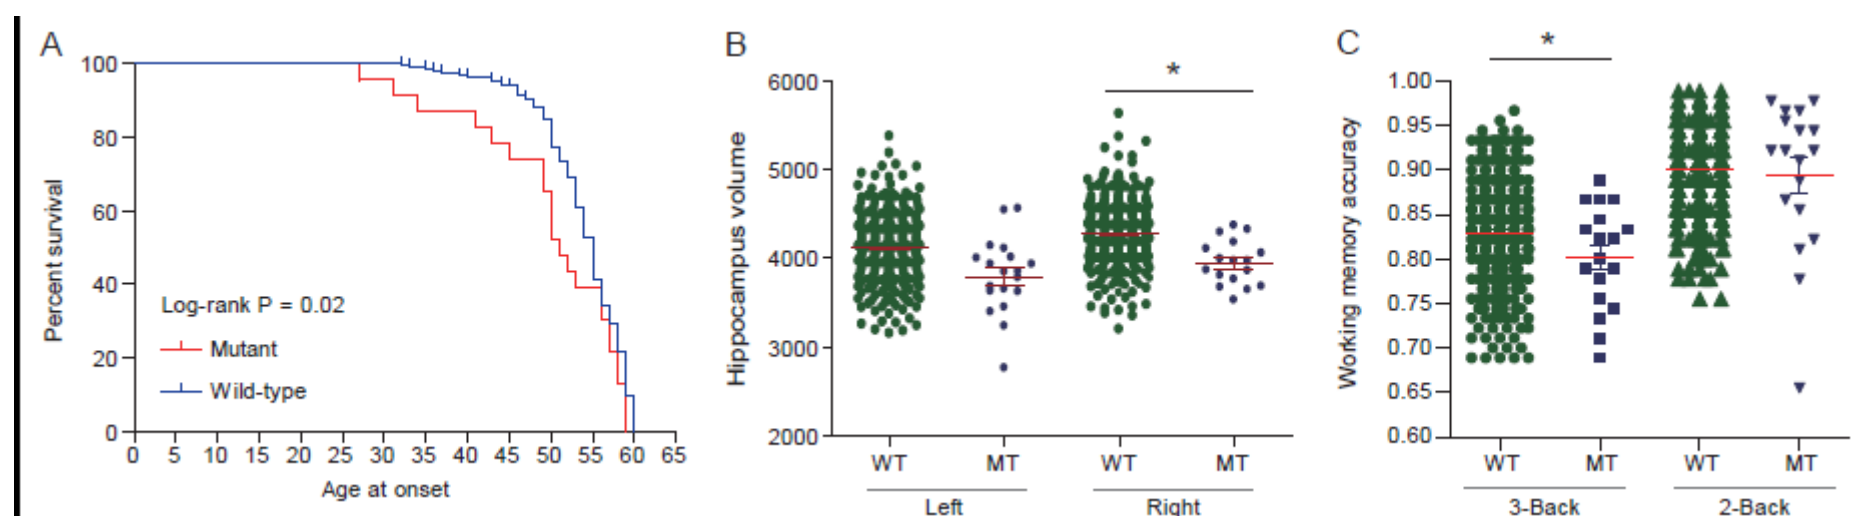 A
Percent survival
100
80
60
40
20
0
Log-rank P = 0.02
Mutant
Wild-type
0 5 10 15 20 25 30 35 40 45 50 55 60 65
Age at onset
B
Hippocampus volume
6000
5000
4000
3000
2000
*
WT MT WT MT
Left Right
C
Working memory accuracy
1.00
0.95
0.90
0.85
0.80
0.75
0.70
0.65
0.60
*
WT MT WT MT
3-Back 2-Back